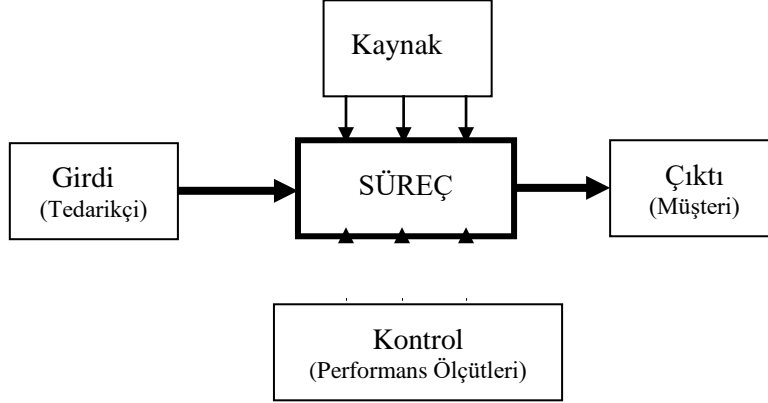 Kaynak
Girdi
(Tedarikçi)
SÜREÇ
Çıktı
(Müşteri)
Kontrol
(Performans Ölçütleri)